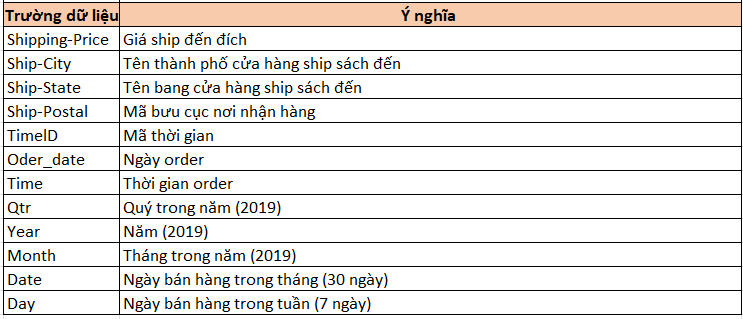 Trường dữ liệu Ý nghĩa
Shipping-Price Giá ship đến đích
Ship-City Tên thành phố cửa hàng ship sách đến
Ship-State Tên bang cửa hàng ship sách đến
Ship-Postal Mã bưu cục nơi nhận hàng
TimeID Mã thời gian
Oder_date Ngày order
Time Thời gian order
Qtr Quý trong năm (2019)
Year Năm (2019)
Month Tháng trong năm (2019)
Date Ngày bán hàng trong tháng (30 ngày)
Day Ngày bán hàng trong tuần (7 ngày)